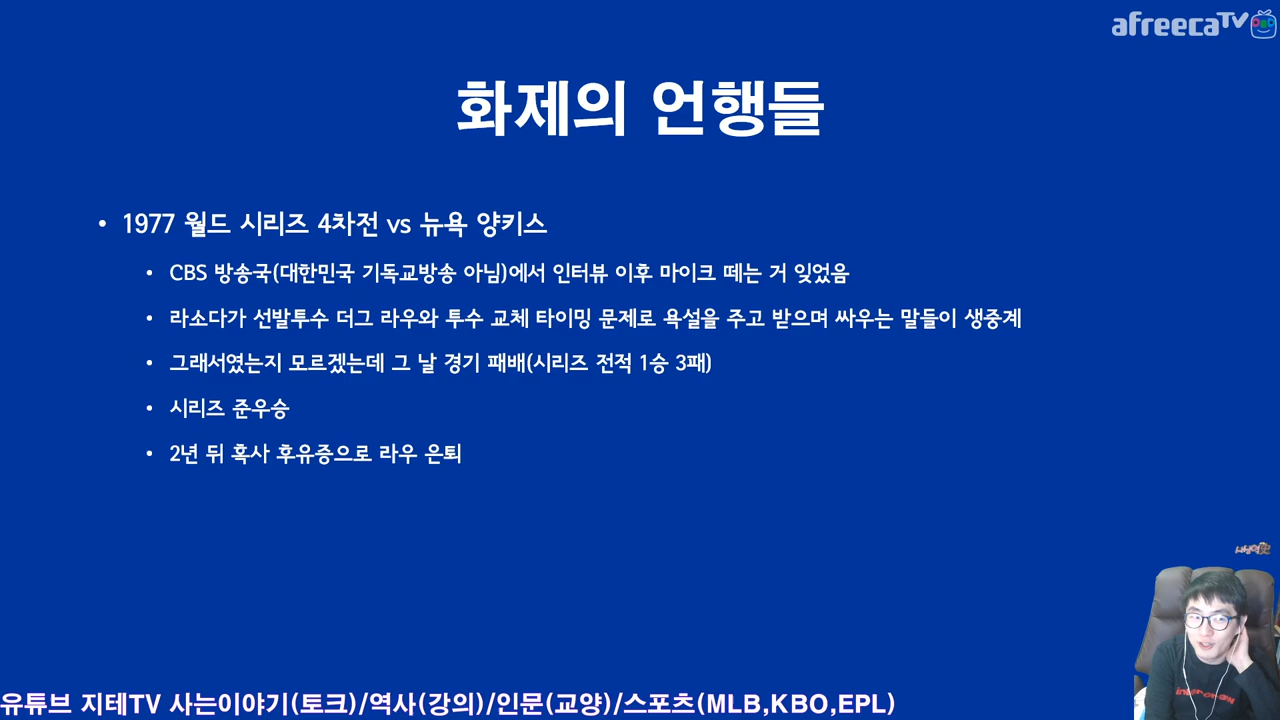 afreecaTV
화제의 언행들
• 1977 월드 시리즈 4차전 vs 뉴욕 양키스
• CBS 방송국(대한민국 기독교방송 아님)에서 인터뷰 이후 마이크 떼는 거 잊었음
• 라소다가 선발투수 더그 라우와 투수 교체 타이밍 문제로 욕설을 주고 받으며 싸우는 말들이 생중계
• 그래서였는지 모르겠는데 그 날 경기 패배(시리즈 전적 1승 3패)
• 시리즈 준우승
• 2년 뒤 혹사 후유증으로 라우 은퇴
유튜브 지테TV 사는이야기(토크)/역사(강의)/인문(교양)/스포츠(MLB,KBO,EPL)